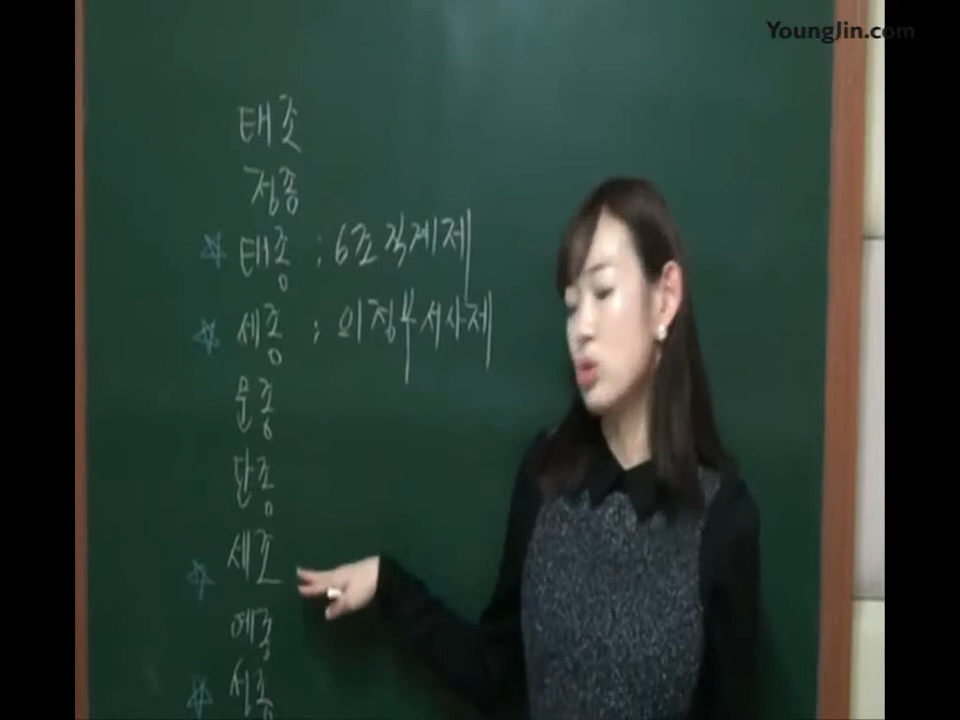 YoungJin.com
태조
정종
☆ 태종 : 6조 직계제
☆ 세종 : 의정부서사제
문종
단종
☆ 세조
예종
☆ 성종